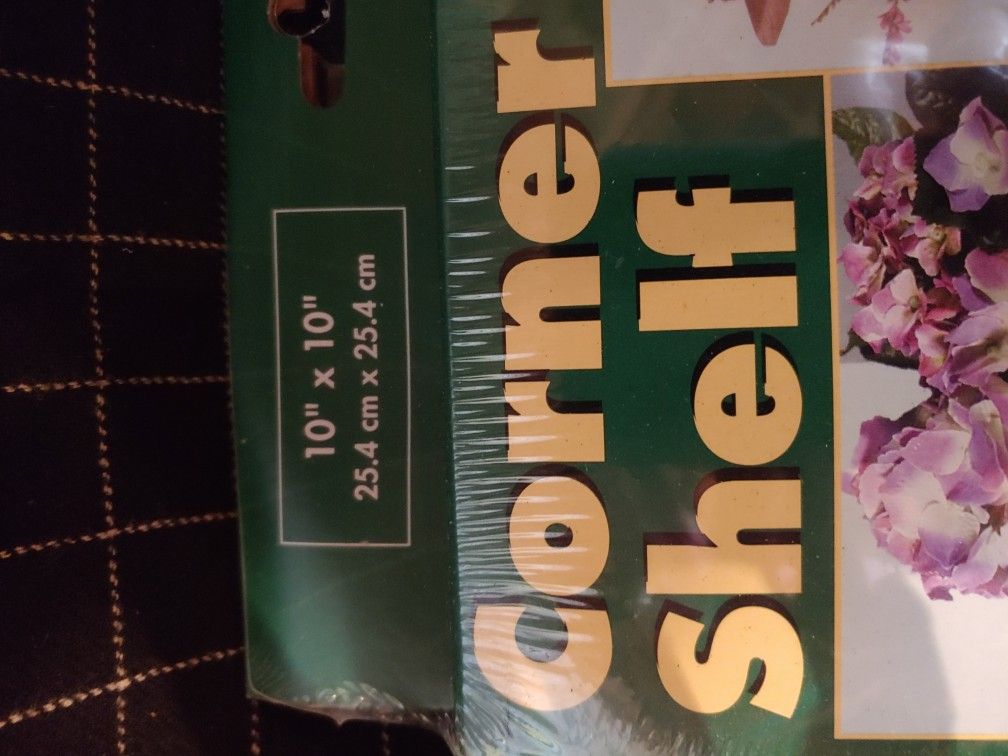 10" x 10"
25.4 cm x 25.4 cm
Corner
Shelf